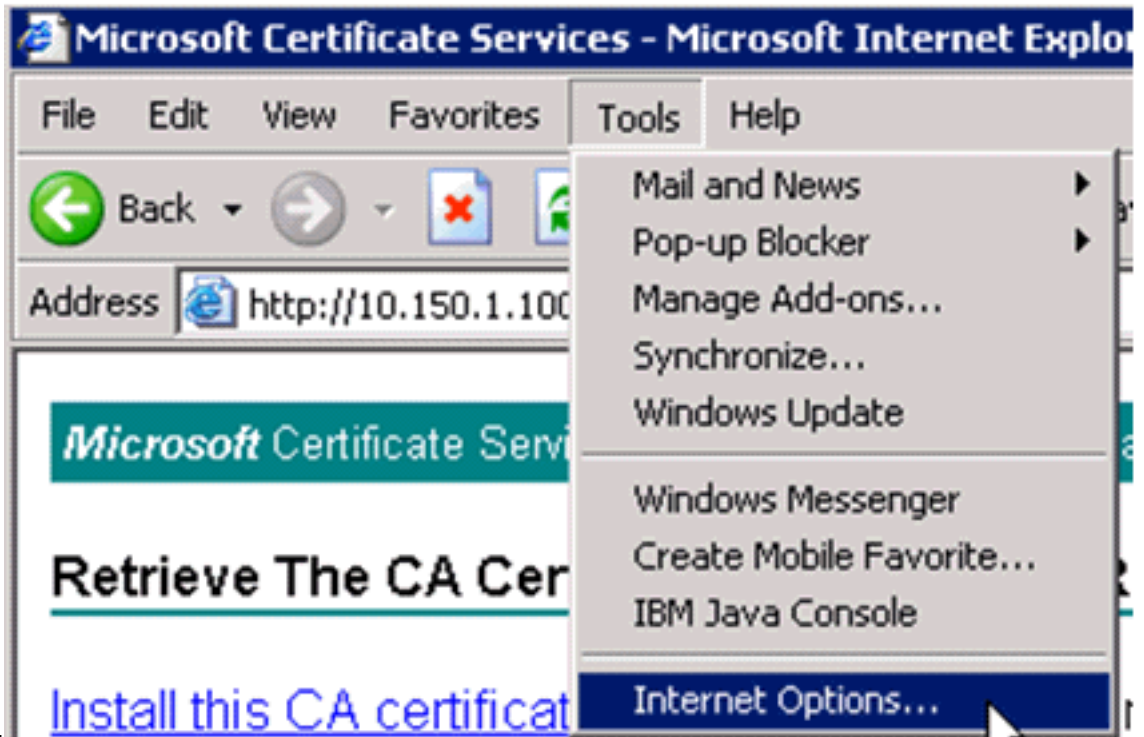 Microsoft Certificate Services - Microsoft Internet Explor
File Edit View Favorites Tools Help
Back
Address http://10.150.1.100
Mail and News
Pop-up Blocker
Manage Add-ons...
Synchronize...
Windows Update
Windows Messenger
Create Mobile Favorite...
IBM Java Console
Internet Options...
Microsoft Certificate Servi
Retrieve The CA Cer
Install this CA certificat